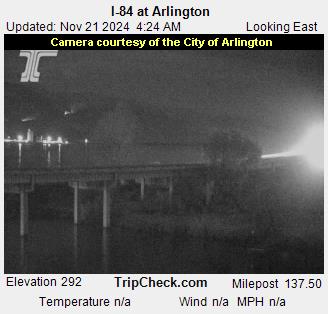 I-84 at Arlington
Updated: Nov 21 2024 4:24 AM Looking East
Camera courtesy of the City of Arlington
Elevation 292 TripCheck.com Milepost 137.50
Temperature n/a Wind n/a MPH n/a